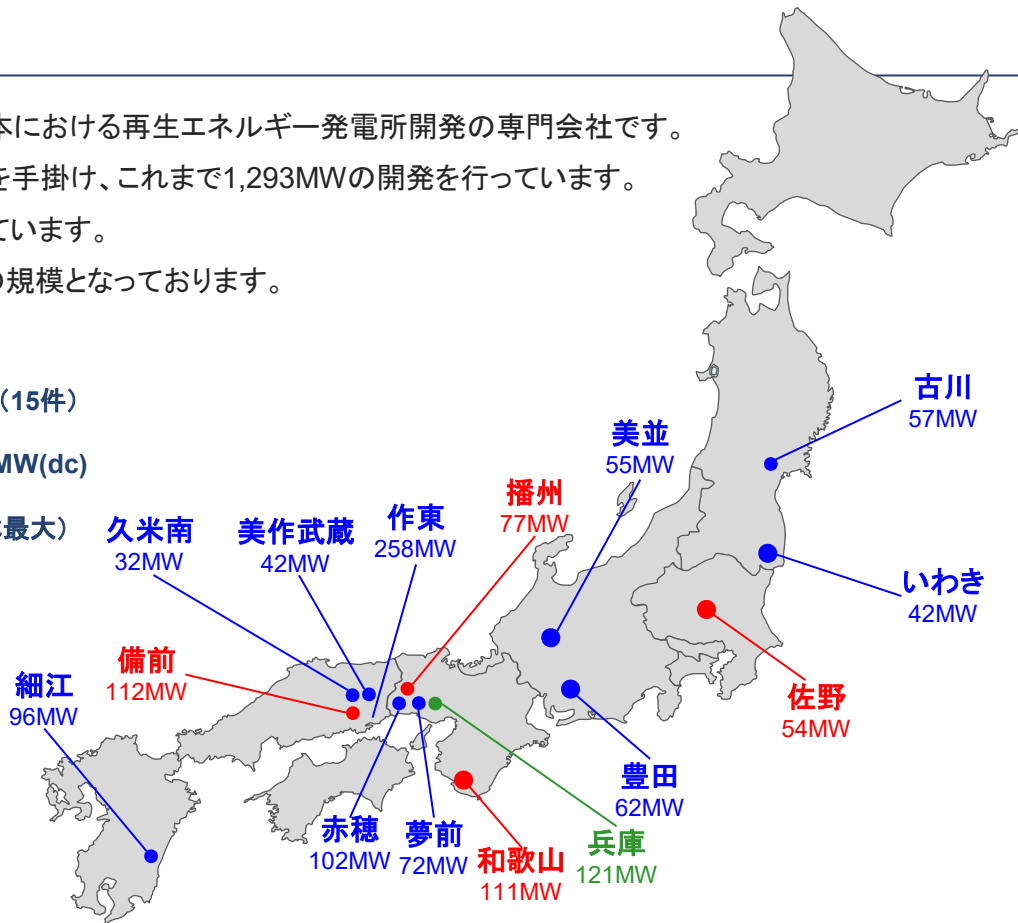 本における再生エネルギー発電所開発の専門会社です。
を手掛け、これまで1,293MWの開発を行っています。
ています。
の規模となっております。
（15件）
MW(dc)
最大）
古川
57MW
美並
55MW
播州
77MW
作東
258MW
美作武蔵
42MW
久米南
32MW
いわき
42MW
備前
112MW
細江
96MW
佐野
54MW
豊田
62MW
赤穂
102MW
夢前
72MW
和歌山
111MW
兵庫
121MW